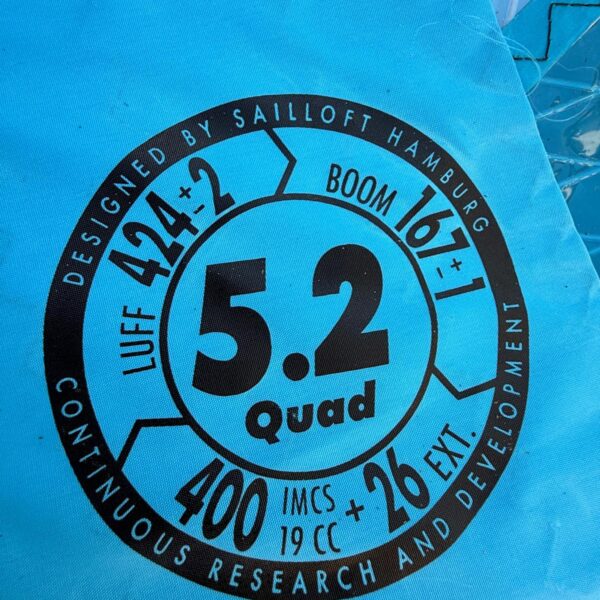 DESIGNED BY SAILLOFT HAMBURG
LUFF 424±2
BOOM 167±1
5.2
Quad
400 IMCS
19 CC + 26 EXT.
CONTINUOUS RESEARCH AND DEVELOPMENT